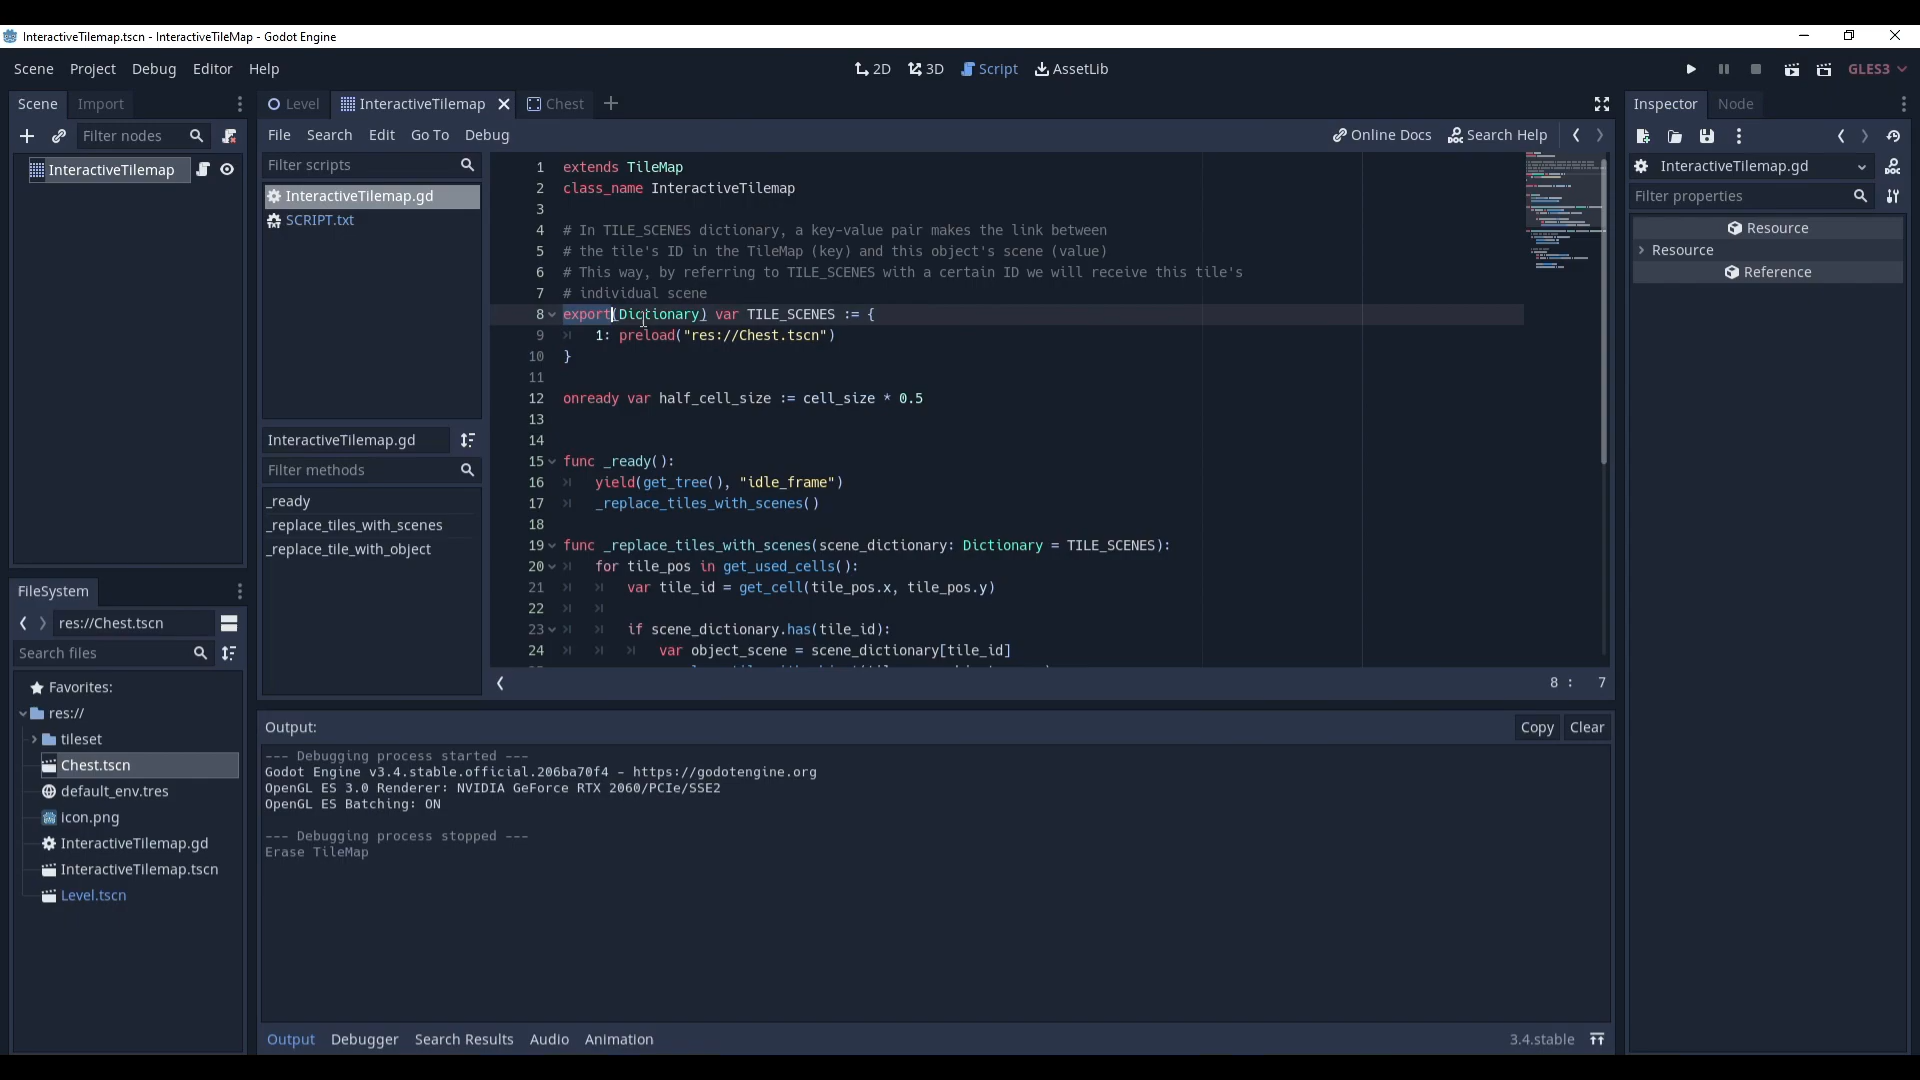 InteractiveTilemap.tscn - InteractiveTileMap - Godot Engine
Scene Project Debug Editor Help
2D 3D Script AssetLib
GLES3
Scene Import
Level InteractiveTilemap Chest
Inspector Node
Filter nodes
File Search Edit Go To Debug
Online Docs Search Help
InteractiveTilemap
Filter scripts
InteractiveTilemap.gd
SCRIPT.txt
InteractiveTilemap.gd
Filter methods
_ready
_replace_tiles_with_scenes
_replace_tile_with_object
1 extends TileMap
2 class_name InteractiveTilemap
3
4 # In TILE_SCENES dictionary, a key-value pair makes the link between
5 # the tile's ID in the TileMap (key) and this object's scene (value)
6 # This way, by referring to TILE_SCENES with a certain ID we will receive this tile's
7 # individual scene
8 export(Dictionary) var TILE_SCENES := {
9 1: preload("res://Chest.tscn")
10 }
11
12 onready var half_cell_size := cell_size * 0.5
13
14
15 func _ready():
16 yield(get_tree(), "idle_frame")
17 _replace_tiles_with_scenes()
18
19 func _replace_tiles_with_scenes(scene_dictionary: Dictionary = TILE_SCENES):
20 for tile_pos in get_used_cells():
21 var tile_id = get_cell(tile_pos.x, tile_pos.y)
22
23 if scene_dictionary.has(tile_id):
24 var object_scene = scene_dictionary[tile_id]
8 : 7
InteractiveTilemap.gd
Filter properties
Resource
Resource
Reference
FileSystem
res://Chest.tscn
Search files
Favorites:
res://
tileset
Chest.tscn
default_env.tres
icon.png
InteractiveTilemap.gd
InteractiveTilemap.tscn
Level.tscn
Output:
Copy Clear
--- Debugging process started ---
Godot Engine v3.4.stable.official.206ba70f4 - https://godotengine.org
OpenGL ES 3.0 Renderer: NVIDIA GeForce RTX 2060/PCIe/SSE2
OpenGL ES Batching: ON
--- Debugging process stopped ---
Erase TileMap
Output Debugger Search Results Audio Animation
3.4.stable